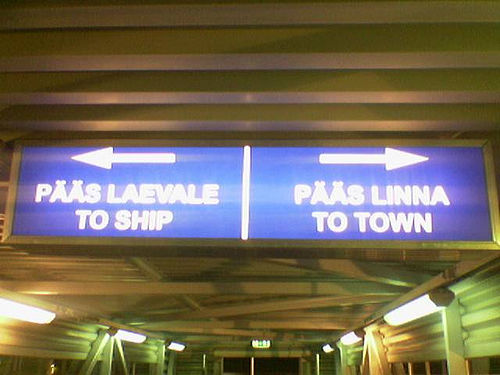 PÄÄS LAEVALE
TO SHIP
PÄÄS LINNA
TO TOWN